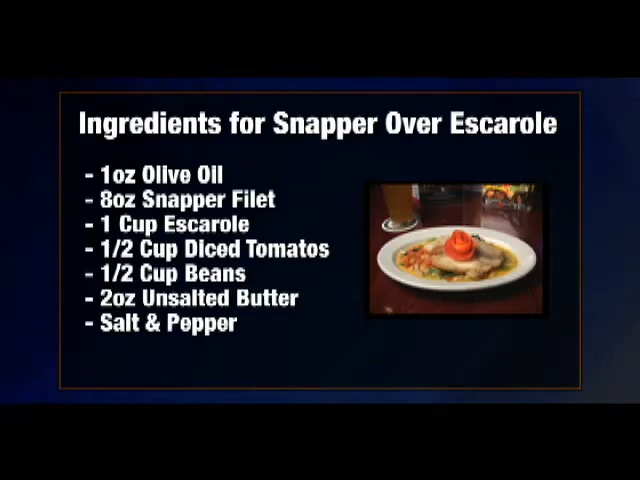 Ingredients for Snapper Over Escarole
- 1oz Olive Oil
- 8oz Snapper Filet
- 1 Cup Escarole
- 1/2 Cup Diced Tomatos
- 1/2 Cup Beans
- 2oz Unsalted Butter
- Salt & Pepper